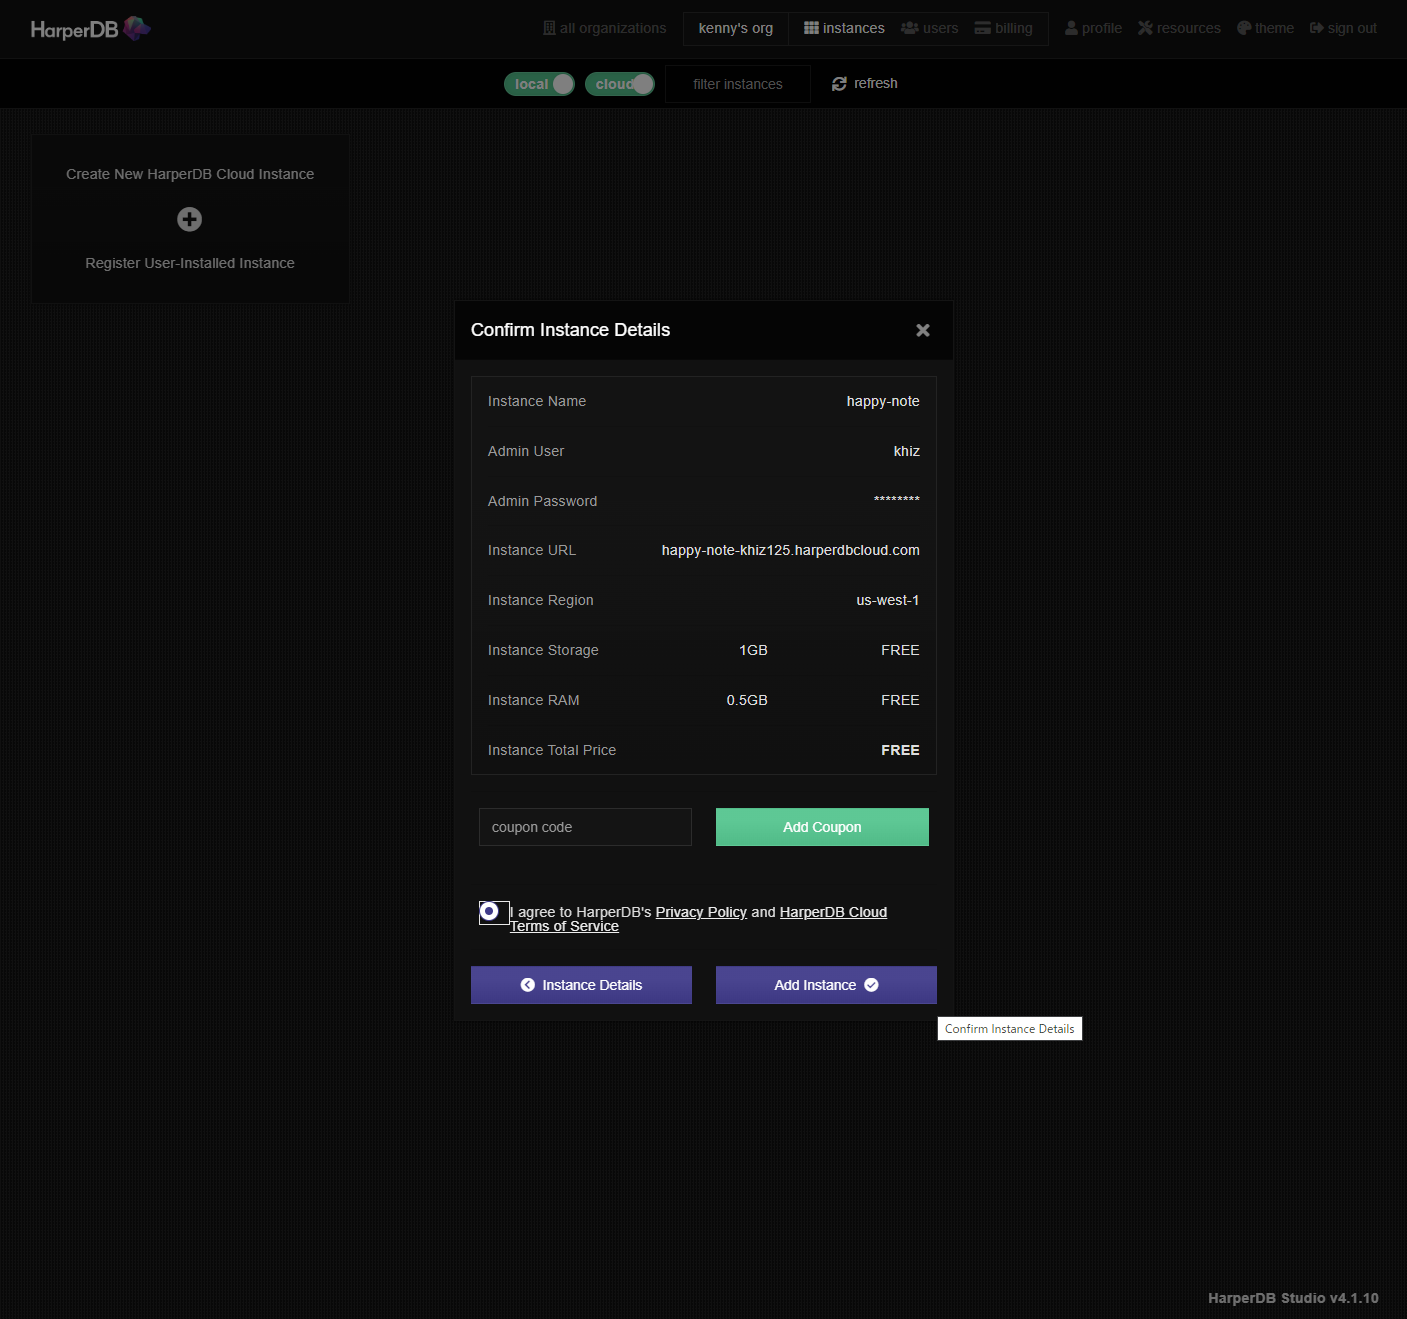 HarperDB
all organizations
kenny's org
instances
users
billing
profile
resources
theme
sign out
local
cloud
filter instances
refresh
Create New HarperDB Cloud Instance
Register User-Installed Instance
Confirm Instance Details
Instance Name happy-note
Admin User khiz
Admin Password ********
Instance URL happy-note-khiz125.harperdbcloud.com
Instance Region us-west-1
Instance Storage 1GB FREE
Instance RAM 0.5GB FREE
Instance Total Price FREE
coupon code
Add Coupon
I agree to HarperDB's Privacy Policy and HarperDB Cloud
Terms of Service
Instance Details
Add Instance
Confirm Instance Details
HarperDB Studio v4.1.10